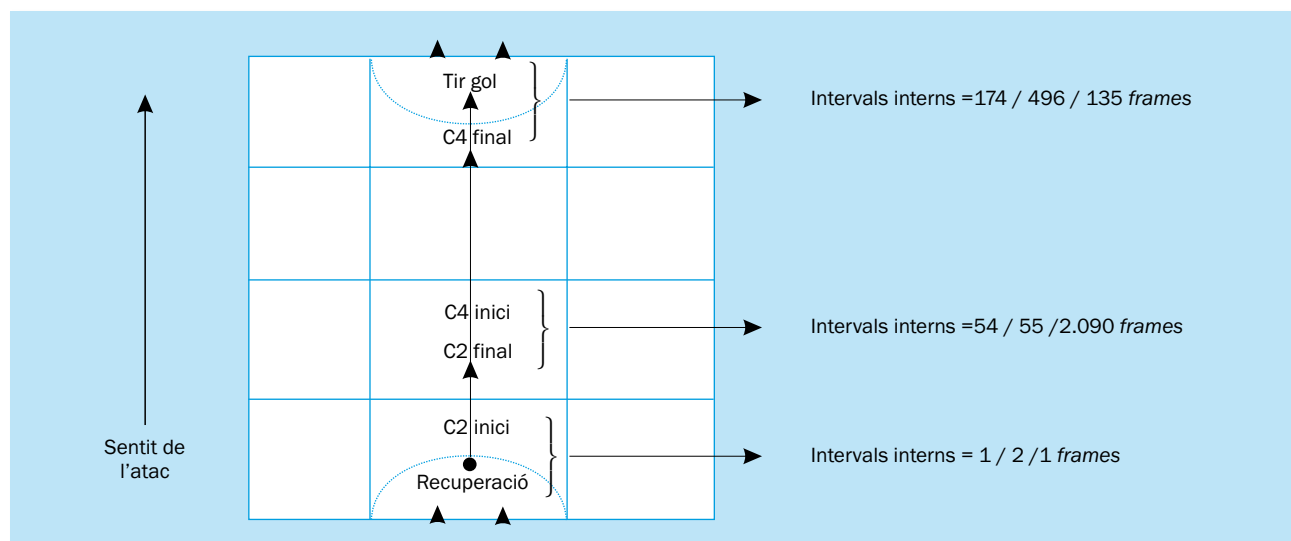 Tir gol
Intervals interns =174 / 496 / 135 frames
C4 final
C4 inici
Intervals interns =54 / 55 /2.090 frames
C2 final
C2 inici
Sentit de
l'atac
Intervals interns = 1 / 2 /1 frames
Recuperació